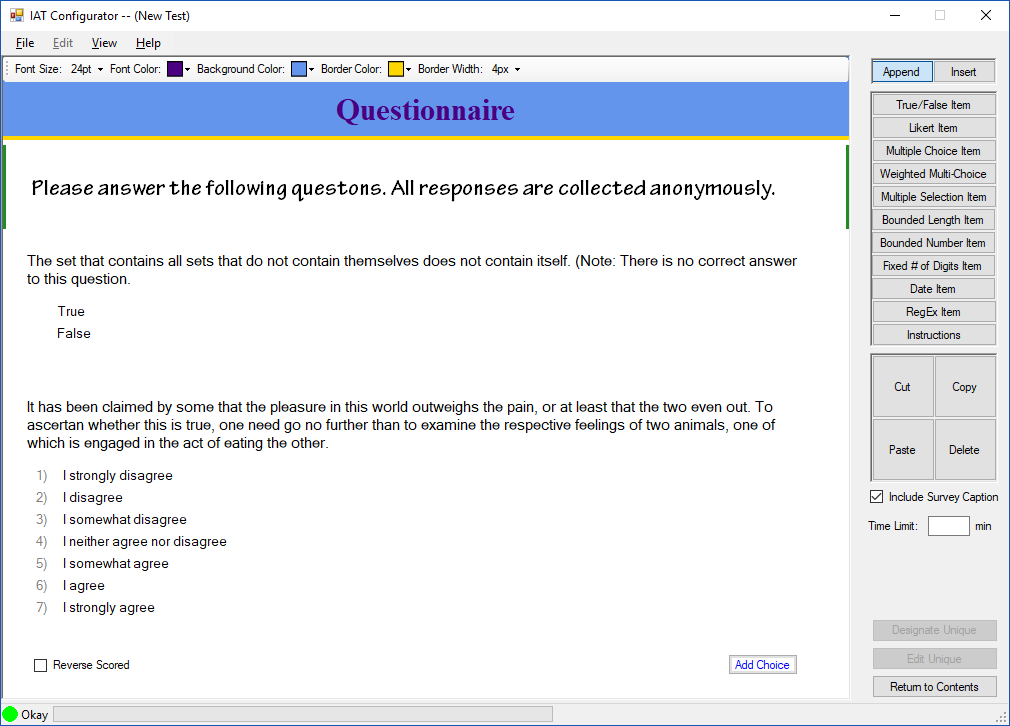 IAT Configurator -- (New Test)
File Edit View Help
Font Size: 24pt Font Color: Background Color: Border Color: Border Width: 4px
Questionnaire
Please answer the following questons. All responses are collected anonymously.
The set that contains all sets that do not contain themselves does not contain itself. (Note: There is no correct answer
to this question.
True
False
It has been claimed by some that the pleasure in this world outweighs the pain, or at least that the two even out. To
ascertan whether this is true, one need go no further than to examine the respective feelings of two animals, one of
which is engaged in the act of eating the other.
1) I strongly disagree
2) I disagree
3) I somewhat disagree
4) I neither agree nor disagree
5) I somewhat agree
6) I agree
7) I strongly agree
Reverse Scored
Add Choice
Append Insert
True/False Item
Likert Item
Multiple Choice Item
Weighted Multi-Choice
Multiple Selection Item
Bounded Length Item
Bounded Number Item
Fixed # of Digits Item
Date Item
RegEx Item
Instructions
Cut Copy
Paste Delete
Include Survey Caption
Time Limit: min
Designate Unique
Edit Unique
Return to Contents
Okay